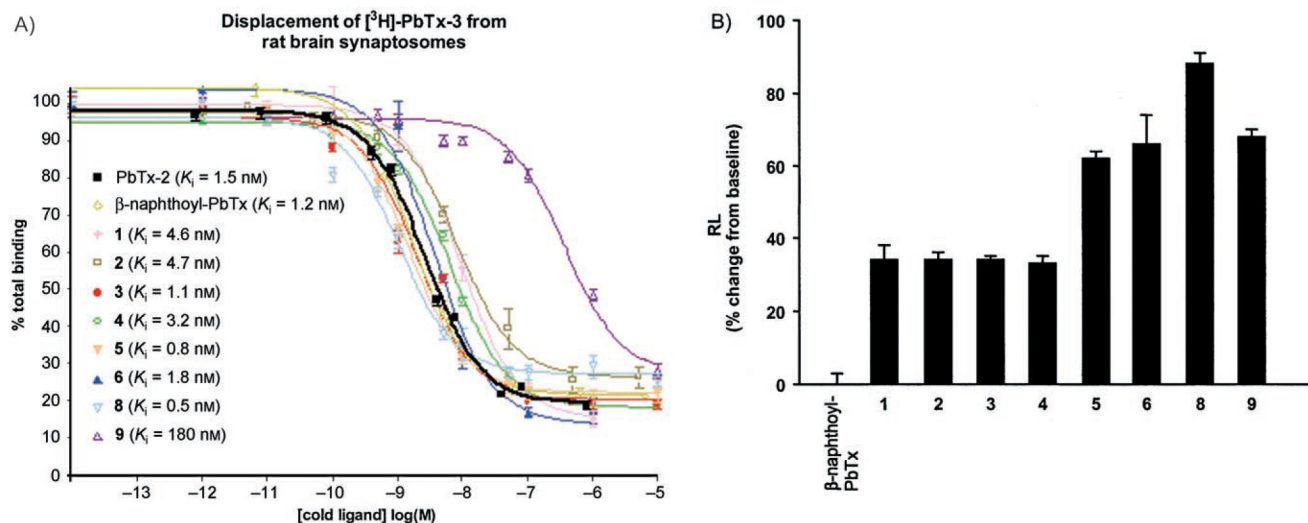 A)
Displacement of [³H]-PbTx-3 from
rat brain synaptosomes
% total binding
100
90
80
70
60
50
40
30
20
10
0
PbTx-2 (Kᵢ = 1.5 nM)
β-naphthoyl-PbTx (Kᵢ = 1.2 nM)
1 (Kᵢ = 4.6 nM)
2 (Kᵢ = 4.7 nM)
3 (Kᵢ = 1.1 nM)
4 (Kᵢ = 3.2 nM)
5 (Kᵢ = 0.8 nM)
6 (Kᵢ = 1.8 nM)
8 (Kᵢ = 0.5 nM)
9 (Kᵢ = 180 nM)
–13 –12 –11 –10 –9 –8 –7 –6 –5
[cold ligand] log(M)
B)
RL
(% change from baseline)
100
80
60
40
20
0
β-naphthoyl-
PbTx
1 2 3 4 5 6 8 9